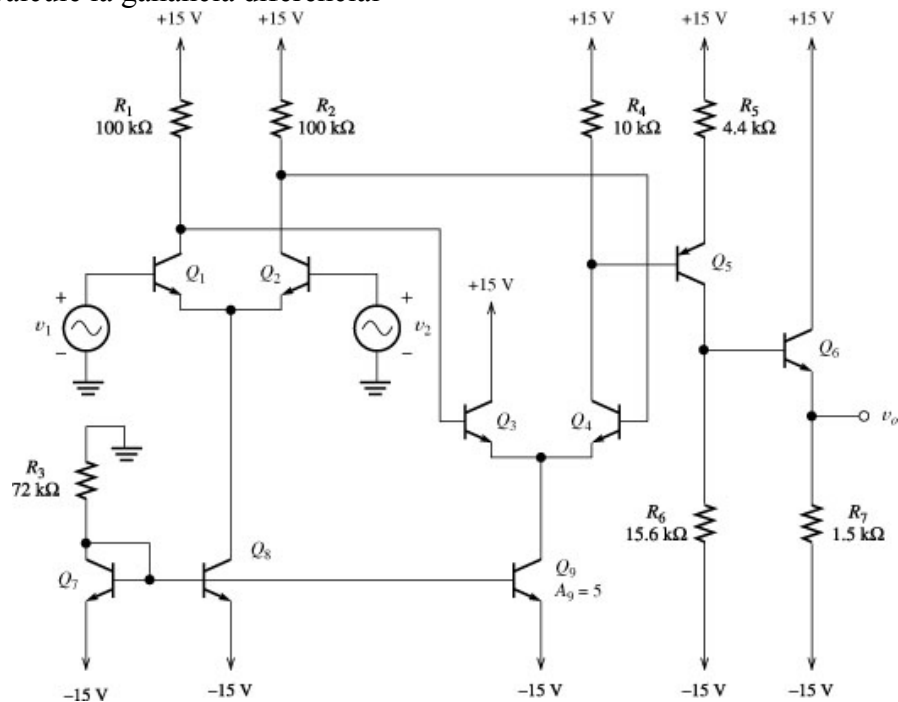 +15 V +15 V +15 V +15 V +15 V
R1
100 kΩ
R2
100 kΩ
R4
10 kΩ
R5
4.4 kΩ
Q1 Q2 Q5
+15 V
+ +
v1 v2
− −
Q6
Q3 Q4
vo
R3
72 kΩ
R6
15.6 kΩ
R7
1.5 kΩ
Q7 Q8 Q9
A9 = 5
−15 V −15 V −15 V −15 V −15 V